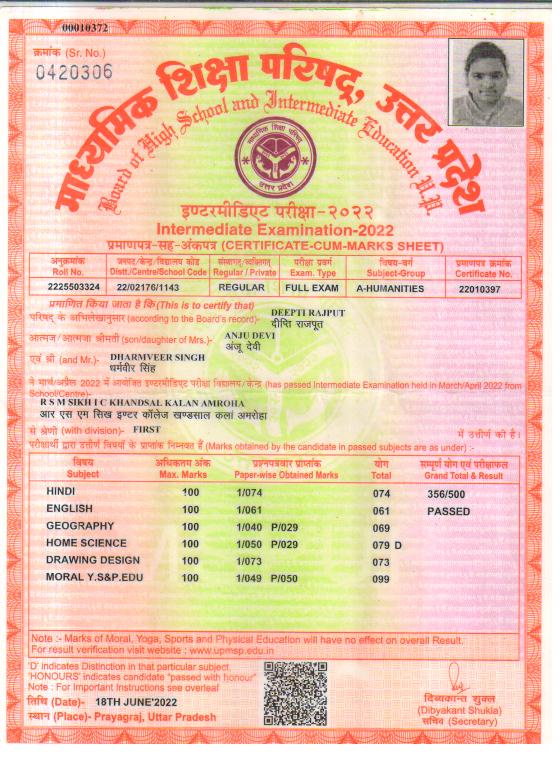 00010372
क्रमांक (Sr. No.)
0420306
माध्यमिक शिक्षा परिषद्, उत्तर प्रदेश
Board of High School and Intermediate Education U.P.
माध्यमिक शिक्षा परिषद्
उत्तर प्रदेश
इण्टरमीडिएट परीक्षा-२०२२
Intermediate Examination-2022
प्रमाणपत्र-सह-अंकपत्र (CERTIFICATE-CUM-MARKS SHEET)
अनुक्रमांक जनपद/केन्द्र/विद्यालय कोड संस्थागत/व्यक्तिगत परीक्षा प्रवर्ग विषय-वर्ग प्रमाणपत्र क्रमांक
Roll No. Distt./Centre/School Code Regular / Private Exam. Type Subject-Group Certificate No.
2225503324 22/02176/1143 REGULAR FULL EXAM A-HUMANITIES 22010397
प्रमाणित किया जाता है कि(This is to certify that)
DEEPTI RAJPUT
परिषद् के अभिलेखानुसार (according to the Board's record)- दीप्ति राजपूत
ANJU DEVI
आत्मज/आत्मजा श्रीमती (son/daughter of Mrs.)- अंजू देवी
DHARMVEER SINGH
एवं श्री (and Mr.)- धर्मवीर सिंह
ने मार्च/अप्रैल 2022 में आयोजित इण्टरमीडिएट परीक्षा विद्यालय/केन्द्र (has passed Intermediate Examination held in March/April 2022 from
School/Centre)-
R S M SIKH I C KHANDSAL KALAN AMROHA
आर एस एम सिख इण्टर कॉलेज खण्डसाल कलां अमरोहा
से श्रेणी (with division)- FIRST में उत्तीर्ण की है।
परीक्षार्थी द्वारा उत्तीर्ण विषयों के प्राप्तांक निम्नवत हैं (Marks obtained by the candidate in passed subjects are as under) :-
विषय अधिकतम अंक प्रश्नपत्रवार प्राप्तांक योग सम्पूर्ण योग एवं परीक्षाफल
Subject Max. Marks Paper-wise Obtained Marks Total Grand Total & Result
HINDI 100 1/074 074 356/500
ENGLISH 100 1/061 061 PASSED
GEOGRAPHY 100 1/040 P/029 069
HOME SCIENCE 100 1/050 P/029 079 D
DRAWING DESIGN 100 1/073 073
MORAL Y.S&P.EDU 100 1/049 P/050 099
Note :- Marks of Moral, Yoga, Sports and Physical Education will have no effect on overall Result.
For result verification visit website : www.upmsp.edu.in
'D' indicates Distinction in that particular subject.
'HONOURS' indicates candidate "passed with honour"
Note : For Important Instructions see overleaf
तिथि (Date)- 18TH JUNE'2022
स्थान (Place)- Prayagraj, Uttar Pradesh
दिव्यकान्त शुक्ल
(Dibyakant Shukla)
सचिव (Secretary)